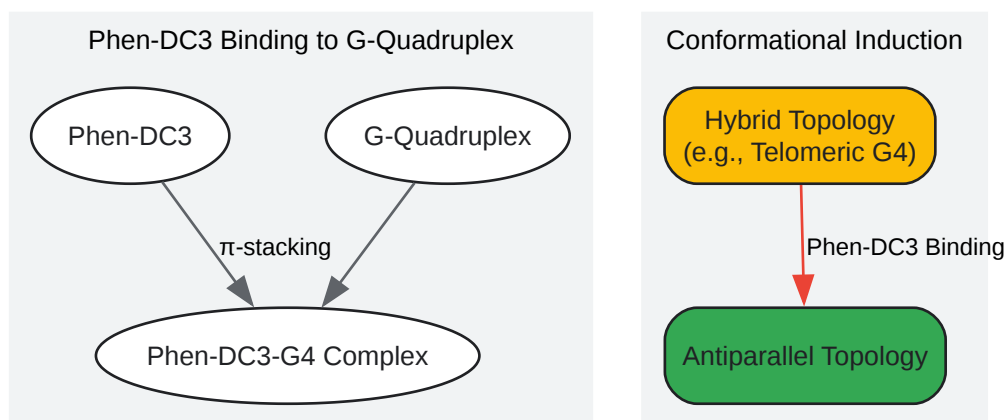 Phen-DC3 Binding to G-Quadruplex
Phen-DC3
G-Quadruplex
π-stacking
Phen-DC3-G4 Complex
Conformational Induction
Hybrid Topology
(e.g., Telomeric G4)
Phen-DC3 Binding
Antiparallel Topology